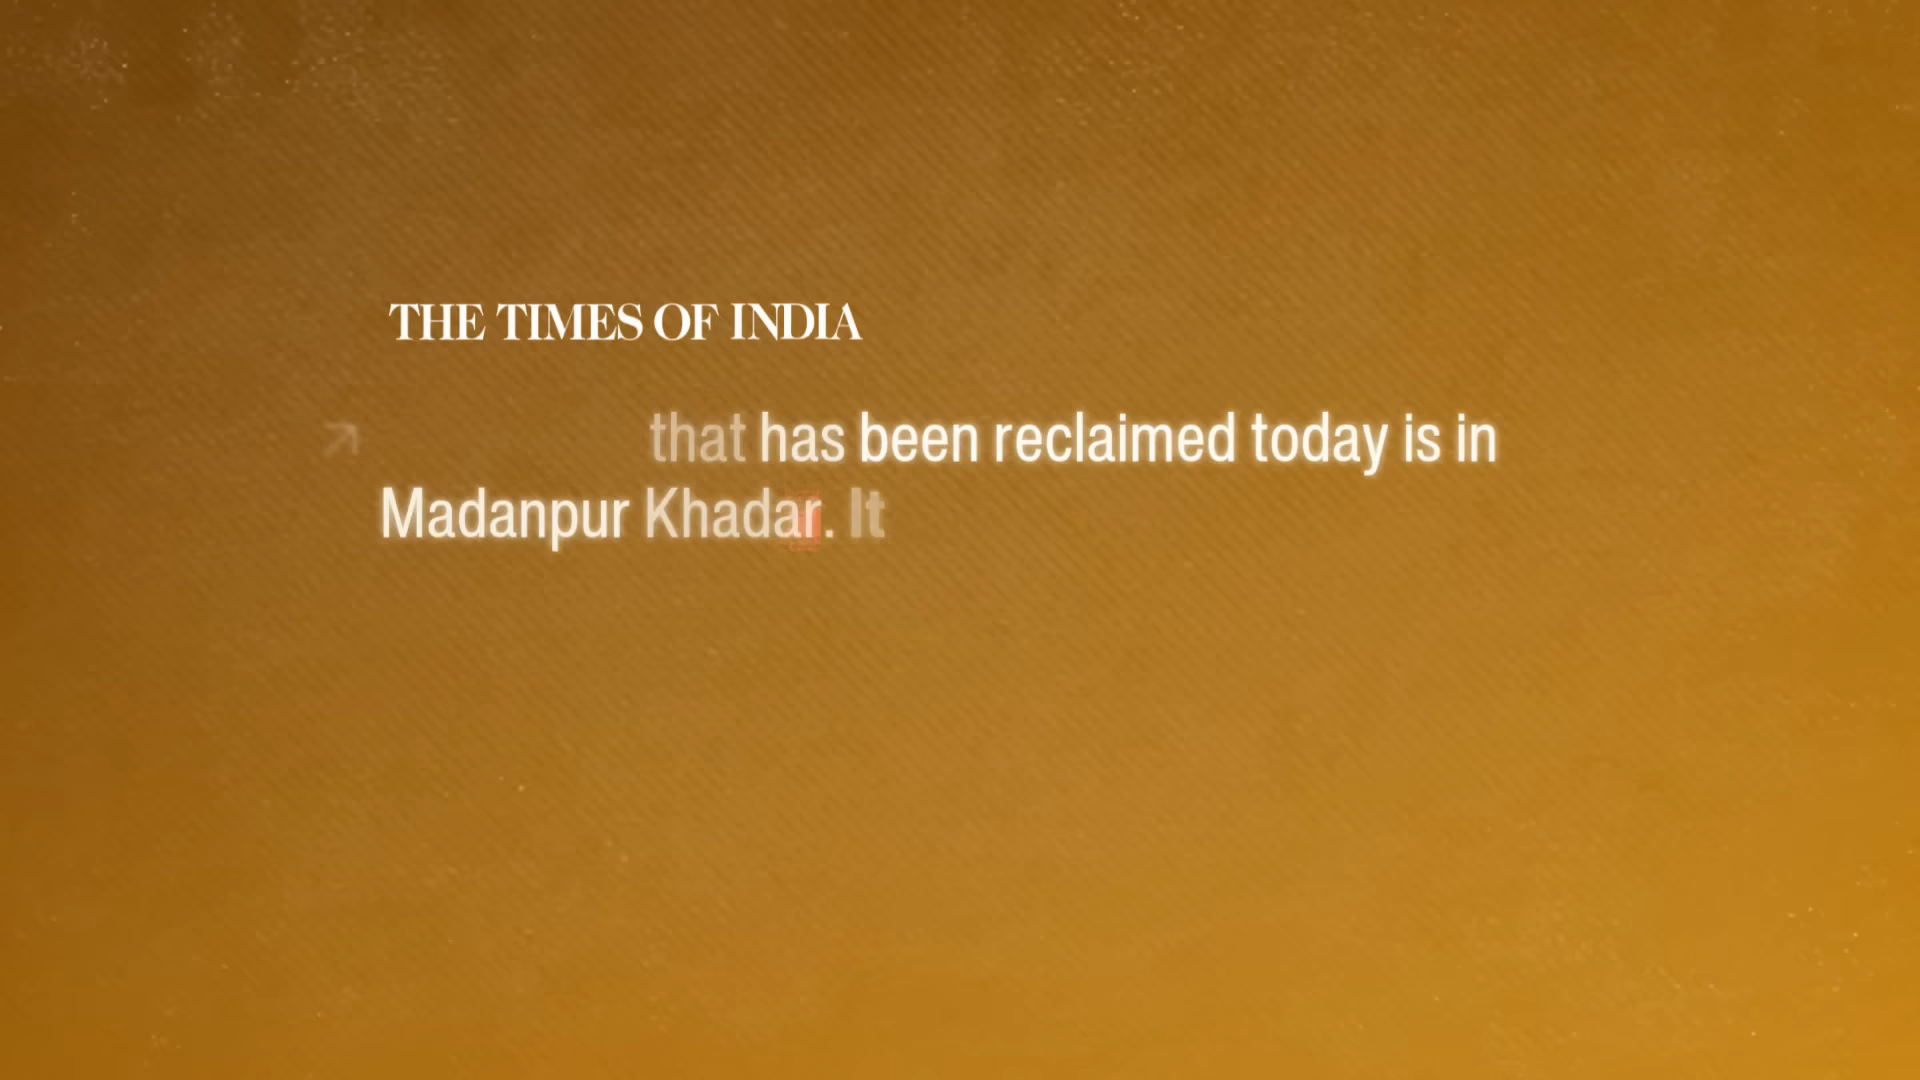 THE TIMES OF INDIA
that has been reclaimed today is in
Madanpur Khadar. It